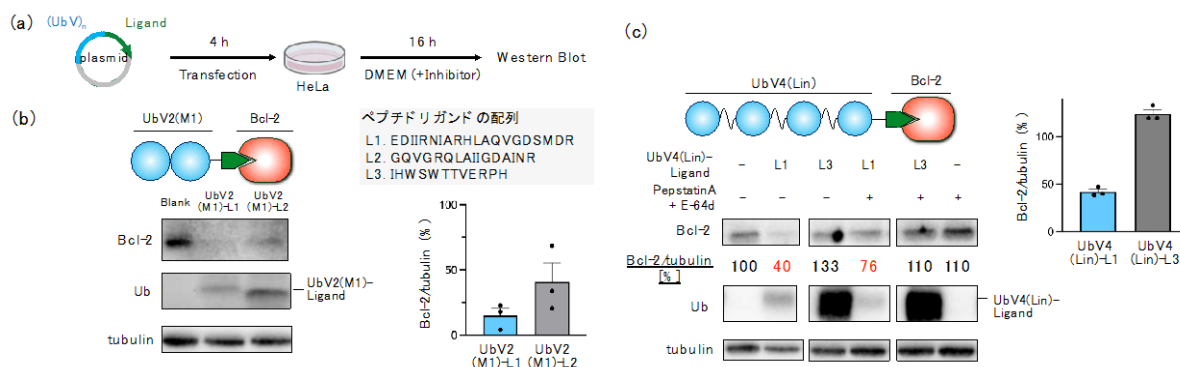 (a)
(UbV)n
Ligand
plasmid
4 h
Transfection
HeLa
16 h
DMEM (+Inhibitor)
Western Blot
(b)
UbV2(M1)
Bcl-2
ペプチドリガンドの配列
L1. EDIIRNIARHLAQVGDSMDR
L2. GQVGRQLAIIGDAINR
L3. IHWSWTTVERPH
Blank
UbV2
(M1)-L1
UbV2
(M1)-L2
Bcl-2
Ub
UbV2(M1)-
Ligand
tubulin
Bcl-2/tubulin (%)
100
50
0
UbV2
(M1)-L1
UbV2
(M1)-L2
(c)
UbV4(Lin)
Bcl-2
UbV4(Lin)-
Ligand
- L1 L3 L1 L3 -
PepstatinA
+ E-64d
- - - + + +
Bcl-2
Bcl-2/tubulin
[%]
100 40 133 76 110 110
Ub
UbV4(Lin)-
Ligand
tubulin
Bcl-2/tubulin (%)
100
50
0
UbV4
(Lin)-L1
UbV4
(Lin)-L3